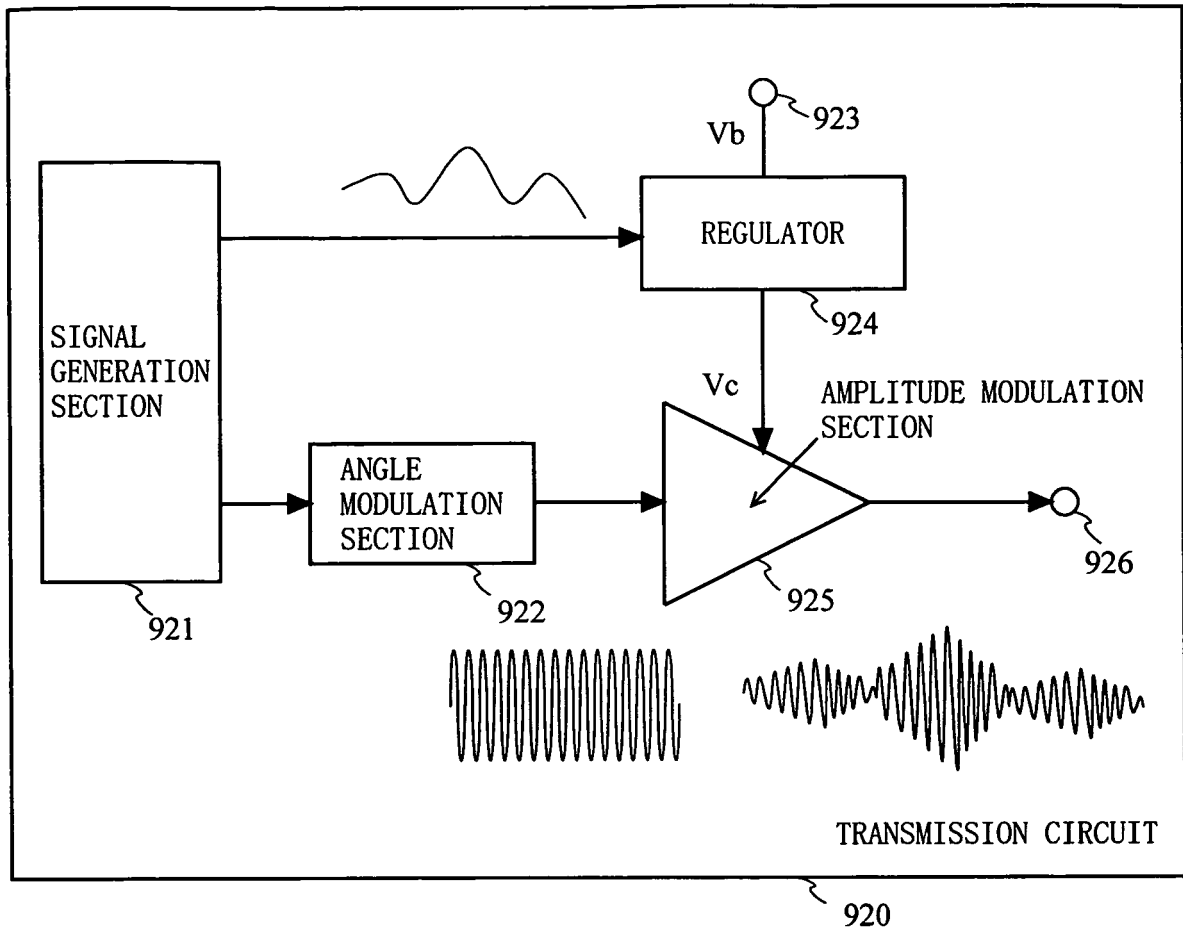 923
Vb
REGULATOR
924
SIGNAL
GENERATION
SECTION
Vc
AMPLITUDE MODULATION
SECTION
ANGLE
MODULATION
SECTION
926
925
922
921
TRANSMISSION CIRCUIT
920